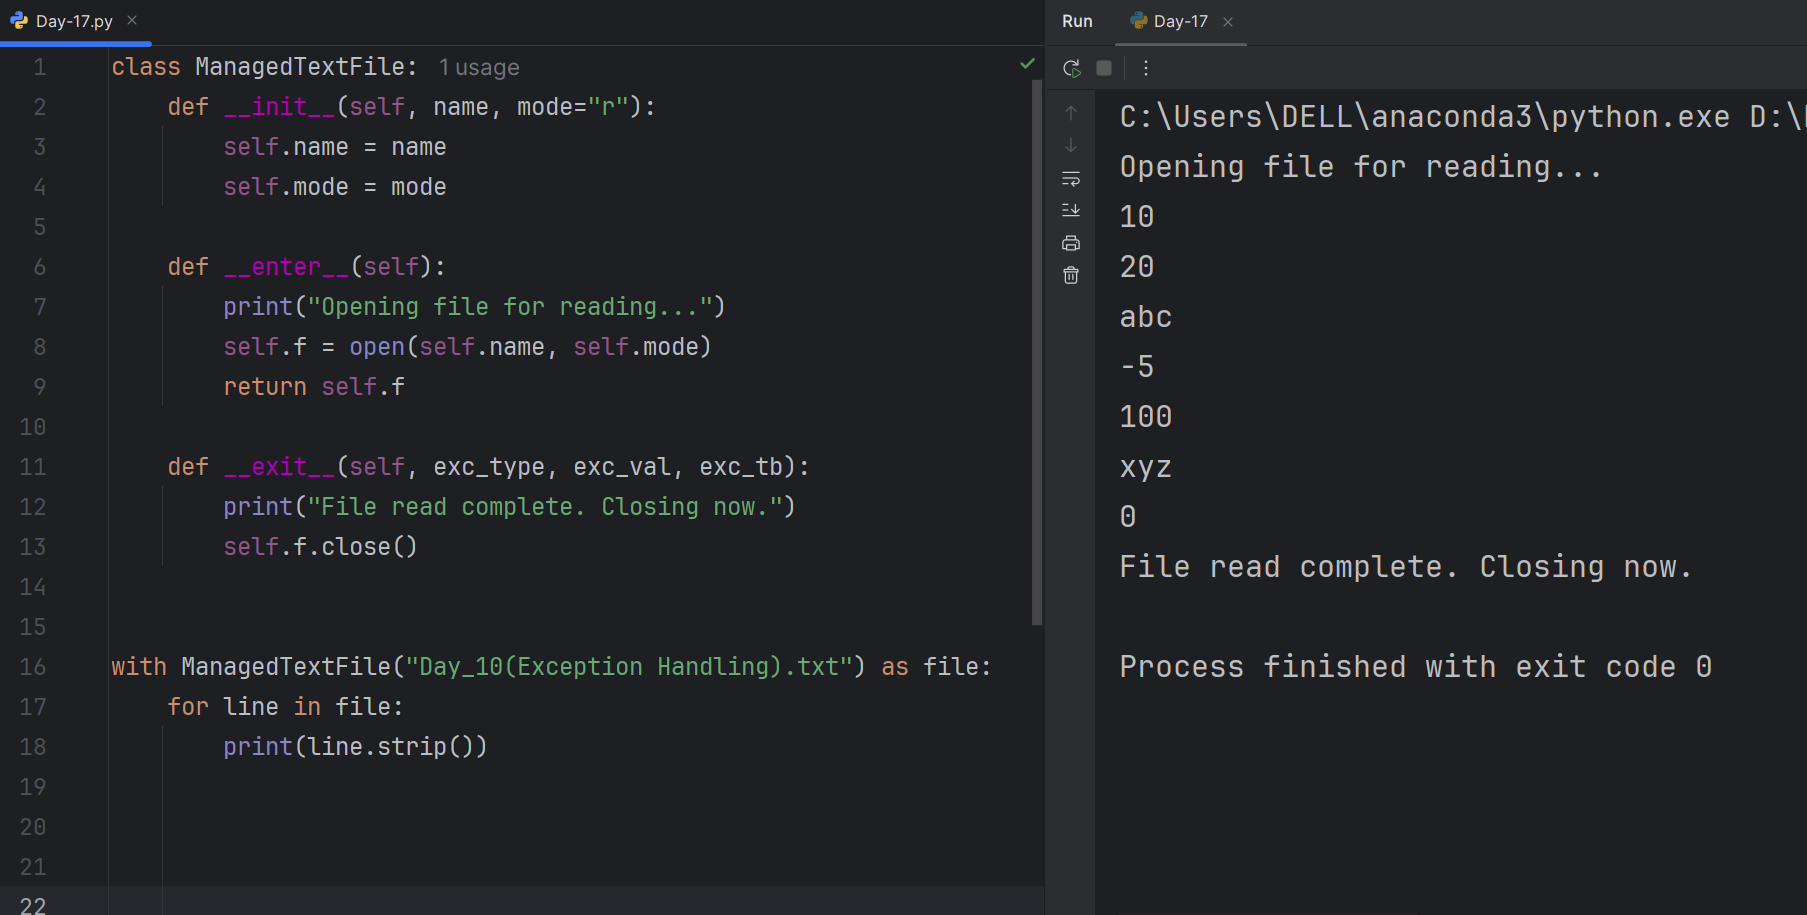 Day-17.py
1 class ManagedTextFile: 1 usage
2     def __init__(self, name, mode="r"):
3         self.name = name
4         self.mode = mode
5
6     def __enter__(self):
7         print("Opening file for reading...")
8         self.f = open(self.name, self.mode)
9         return self.f
10
11     def __exit__(self, exc_type, exc_val, exc_tb):
12         print("File read complete. Closing now.")
13         self.f.close()
14
15
16 with ManagedTextFile("Day_10(Exception Handling).txt") as file:
17     for line in file:
18         print(line.strip())
19
20
21
22
Run Day-17
C:\Users\DELL\anaconda3\python.exe D:\
Opening file for reading...
10
20
abc
-5
100
xyz
0
File read complete. Closing now.
Process finished with exit code 0